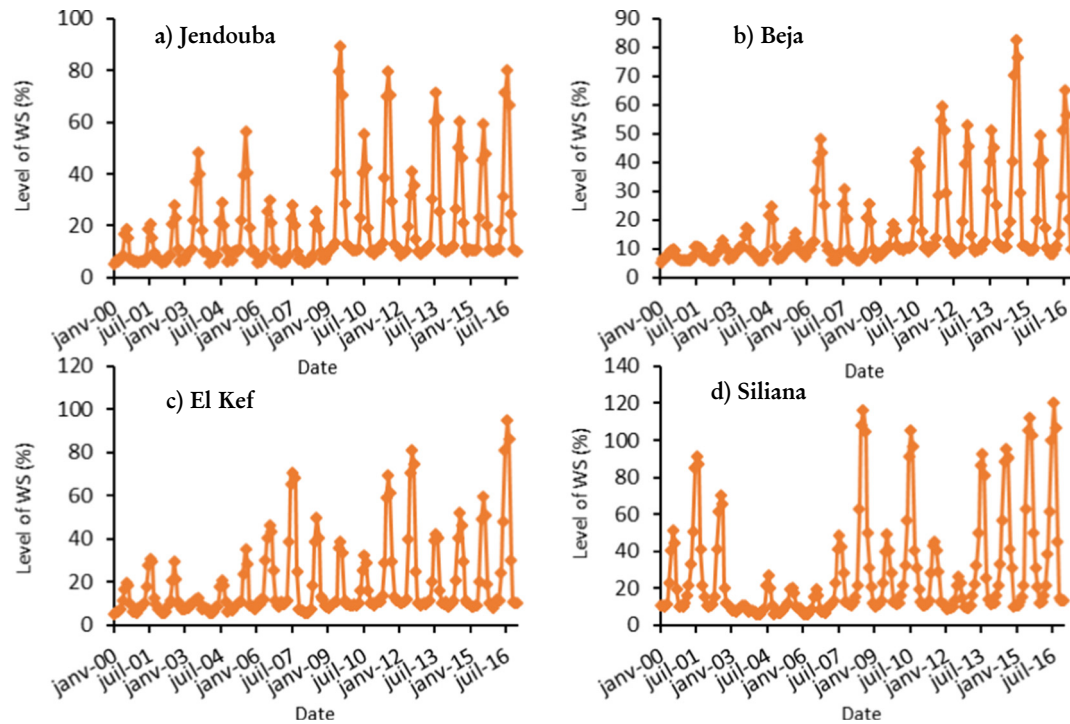 a) Jendouba
Level of WS (%)
100
80
60
40
20
0
janv-00
juil-01
janv-03
juil-04
janv-06
juil-07
janv-09
juil-10
janv-12
juil-13
janv-15
juil-16
Date
b) Beja
Level of WS (%)
90
80
70
60
50
40
30
20
10
0
janv-00
juil-01
janv-03
juil-04
janv-06
juil-07
janv-09
juil-10
janv-12
juil-13
janv-15
juil-16
Date
c) El Kef
Level of WS (%)
120
100
80
60
40
20
0
janv-00
juil-01
janv-03
juil-04
janv-06
juil-07
janv-09
juil-10
janv-12
juil-13
janv-15
juil-16
Date
d) Siliana
Level of WS (%)
140
120
100
80
60
40
20
0
janv-00
juil-01
janv-03
juil-04
janv-06
juil-07
janv-09
juil-10
janv-12
juil-13
janv-15
juil-16
Date